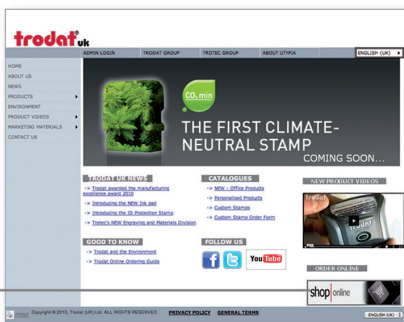 trodat® uk
ADMIN LOGIN TRODAT GROUP TROTEC GROUP ABOUT UTYPIA ENGLISH (UK)
HOME
ABOUT US
NEWS
PRODUCTS
ENVIRONMENT
PRODUCT VIDEOS
MARKETING MATERIALS
CONTACT US
CO₂ min
THE FIRST CLIMATE-
NEUTRAL STAMP
COMING SOON...
TRODAT UK NEWS
-> Trodat awarded the manufacturing
excellence award 2010
-> Introducing the NEW Ink pad
-> Introducing the ID Protection Stamp
-> Trotec's NEW Engraving and Materials Division
CATALOGUES
-> NEW - Office Products
-> Personalised Products
-> Custom Stamps
-> Custom Stamp Order Form
NEW PRODUCT VIDEOS
trodat
GOOD TO KNOW
-> Trodat and the Environment
-> Trodat Online Ordering Guide
FOLLOW US
f
You Tube
ORDER ONLINE
shop online
Copyright © 2010, Trodat (UK) Ltd. ALL RIGHTS RESERVED PRIVACY POLICY GENERAL TERMS
ENGLISH (UK)